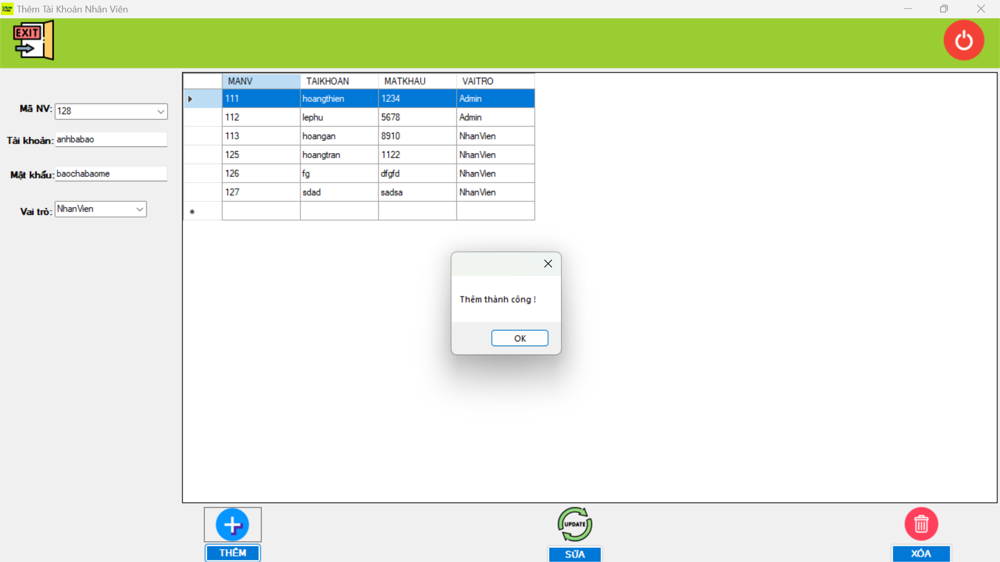 Thêm Tài Khoản Nhân Viên
EXIT
MANV TAIKHOAN MATKHAU VAITRO
111 hoangthien 1234 Admin
112 lephu 5678 Admin
113 hoangan 8910 NhanVien
125 hoangtran 1122 NhanVien
126 fg dfgfd NhanVien
127 sdad sadsa NhanVien
Mã NV: 128
Tài khoản: anhbabao
Mật khẩu: baochabaome
Vai trò: NhanVien
Thêm thành công !
OK
UPDATE
THÊM SỬA XÓA